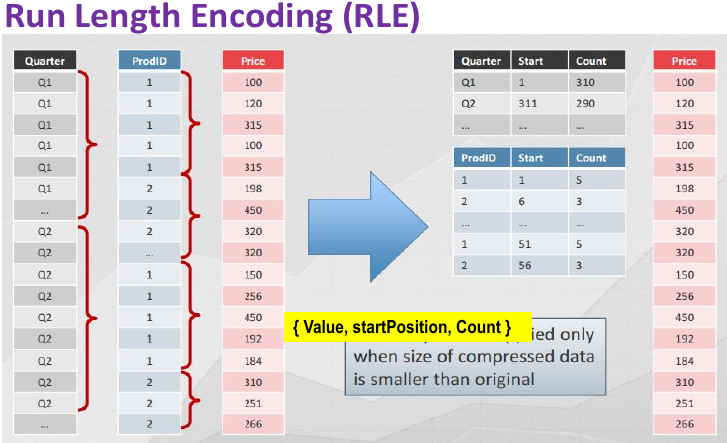 Run Length Encoding (RLE)
Quarter ProdID Price
Q1 1 100
Q1 1 120
Q1 1 315
Q1 1 100
Q1 1 315
Q1 2 198
... 2 450
Q2 2 320
Q2 ... 320
Q2 1 150
Q2 1 256
Q2 1 450
Q2 1 192
Q2 1 184
Q2 2 310
Q2 2 251
... 2 266
Quarter Start Count
Q1 1 310
Q2 311 290
... ... ...
ProdID Start Count
1 1 5
2 6 3
... ... ...
1 51 5
2 56 3
{ Value, startPosition, Count }
only
when size of compressed data
is smaller than original
Price
100
120
315
100
315
198
450
320
320
150
256
450
192
184
310
251
266